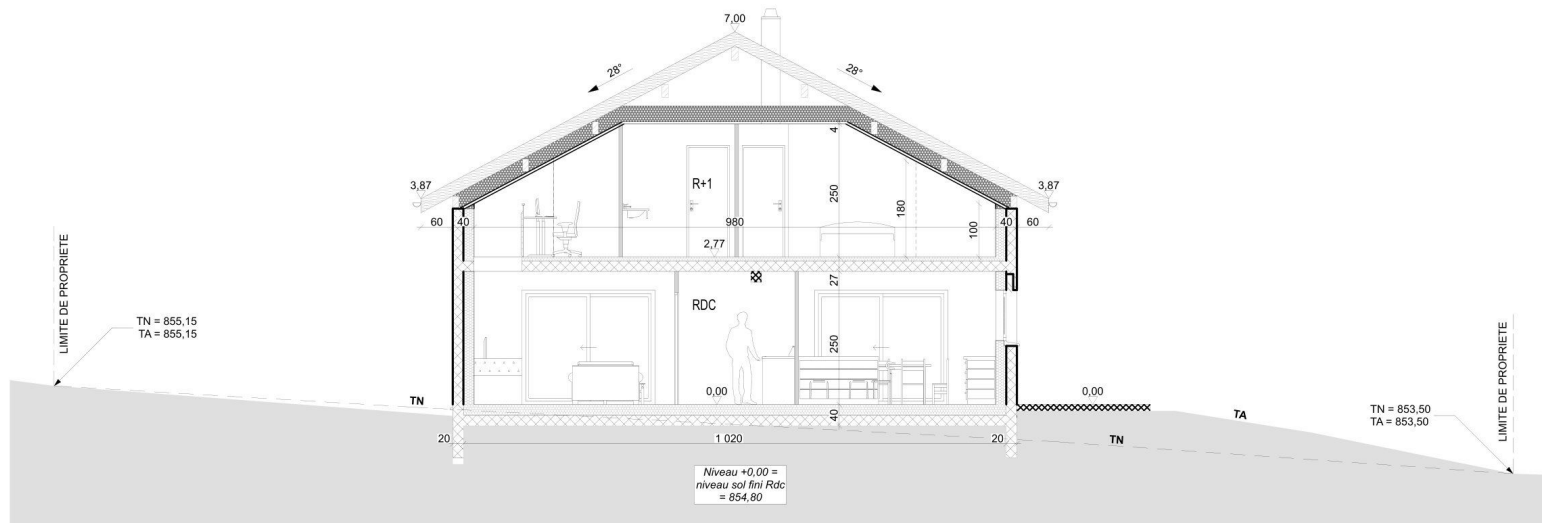 7,00
28°
28°
4
3,87
3,87
R+1
250
180
100
60
40
980
40
60
2,77
LIMITE DE PROPRIETE
27
RDC
TN = 855,15
TA = 855,15
250
LIMITE DE PROPRIETE
0,00
0,00
TN
40
TA
TN = 853,50
TA = 853,50
20
1 020
20
TN
Niveau +0,00 =
niveau sol fini Rdc
= 854,80